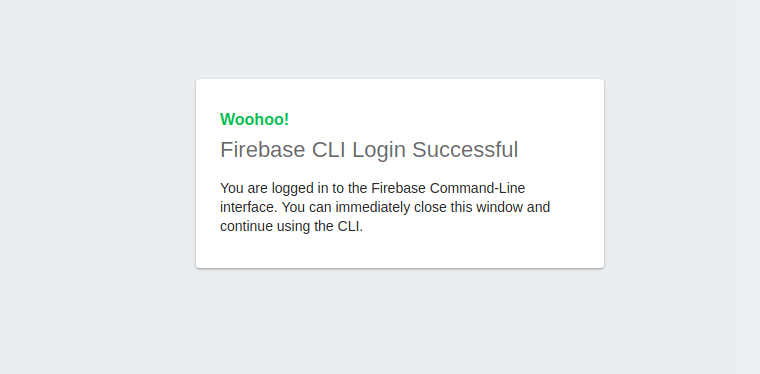 Woohoo!
Firebase CLI Login Successful
You are logged in to the Firebase Command-Line
interface. You can immediately close this window and
continue using the CLI.